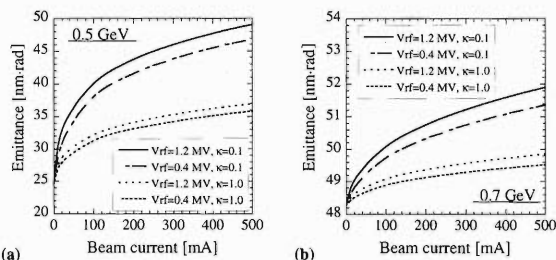 50
45
40
35
30
25
20
Emittance [nm·rad]
0.5 GeV
Vrf=1.2 MV, κ=0.1
Vrf=0.4 MV, κ=0.1
Vrf=1.2 MV, κ=1.0
Vrf=0.4 MV, κ=1.0
0 100 200 300 400 500
(a) Beam current [mA]
54
53
52
51
50
49
48
Emittance [nm·rad]
Vrf=1.2 MV, κ=0.1
Vrf=0.4 MV, κ=0.1
Vrf=1.2 MV, κ=1.0
Vrf=0.4 MV, κ=1.0
0.7 GeV
0 100 200 300 400 500
(b) Beam current [mA]